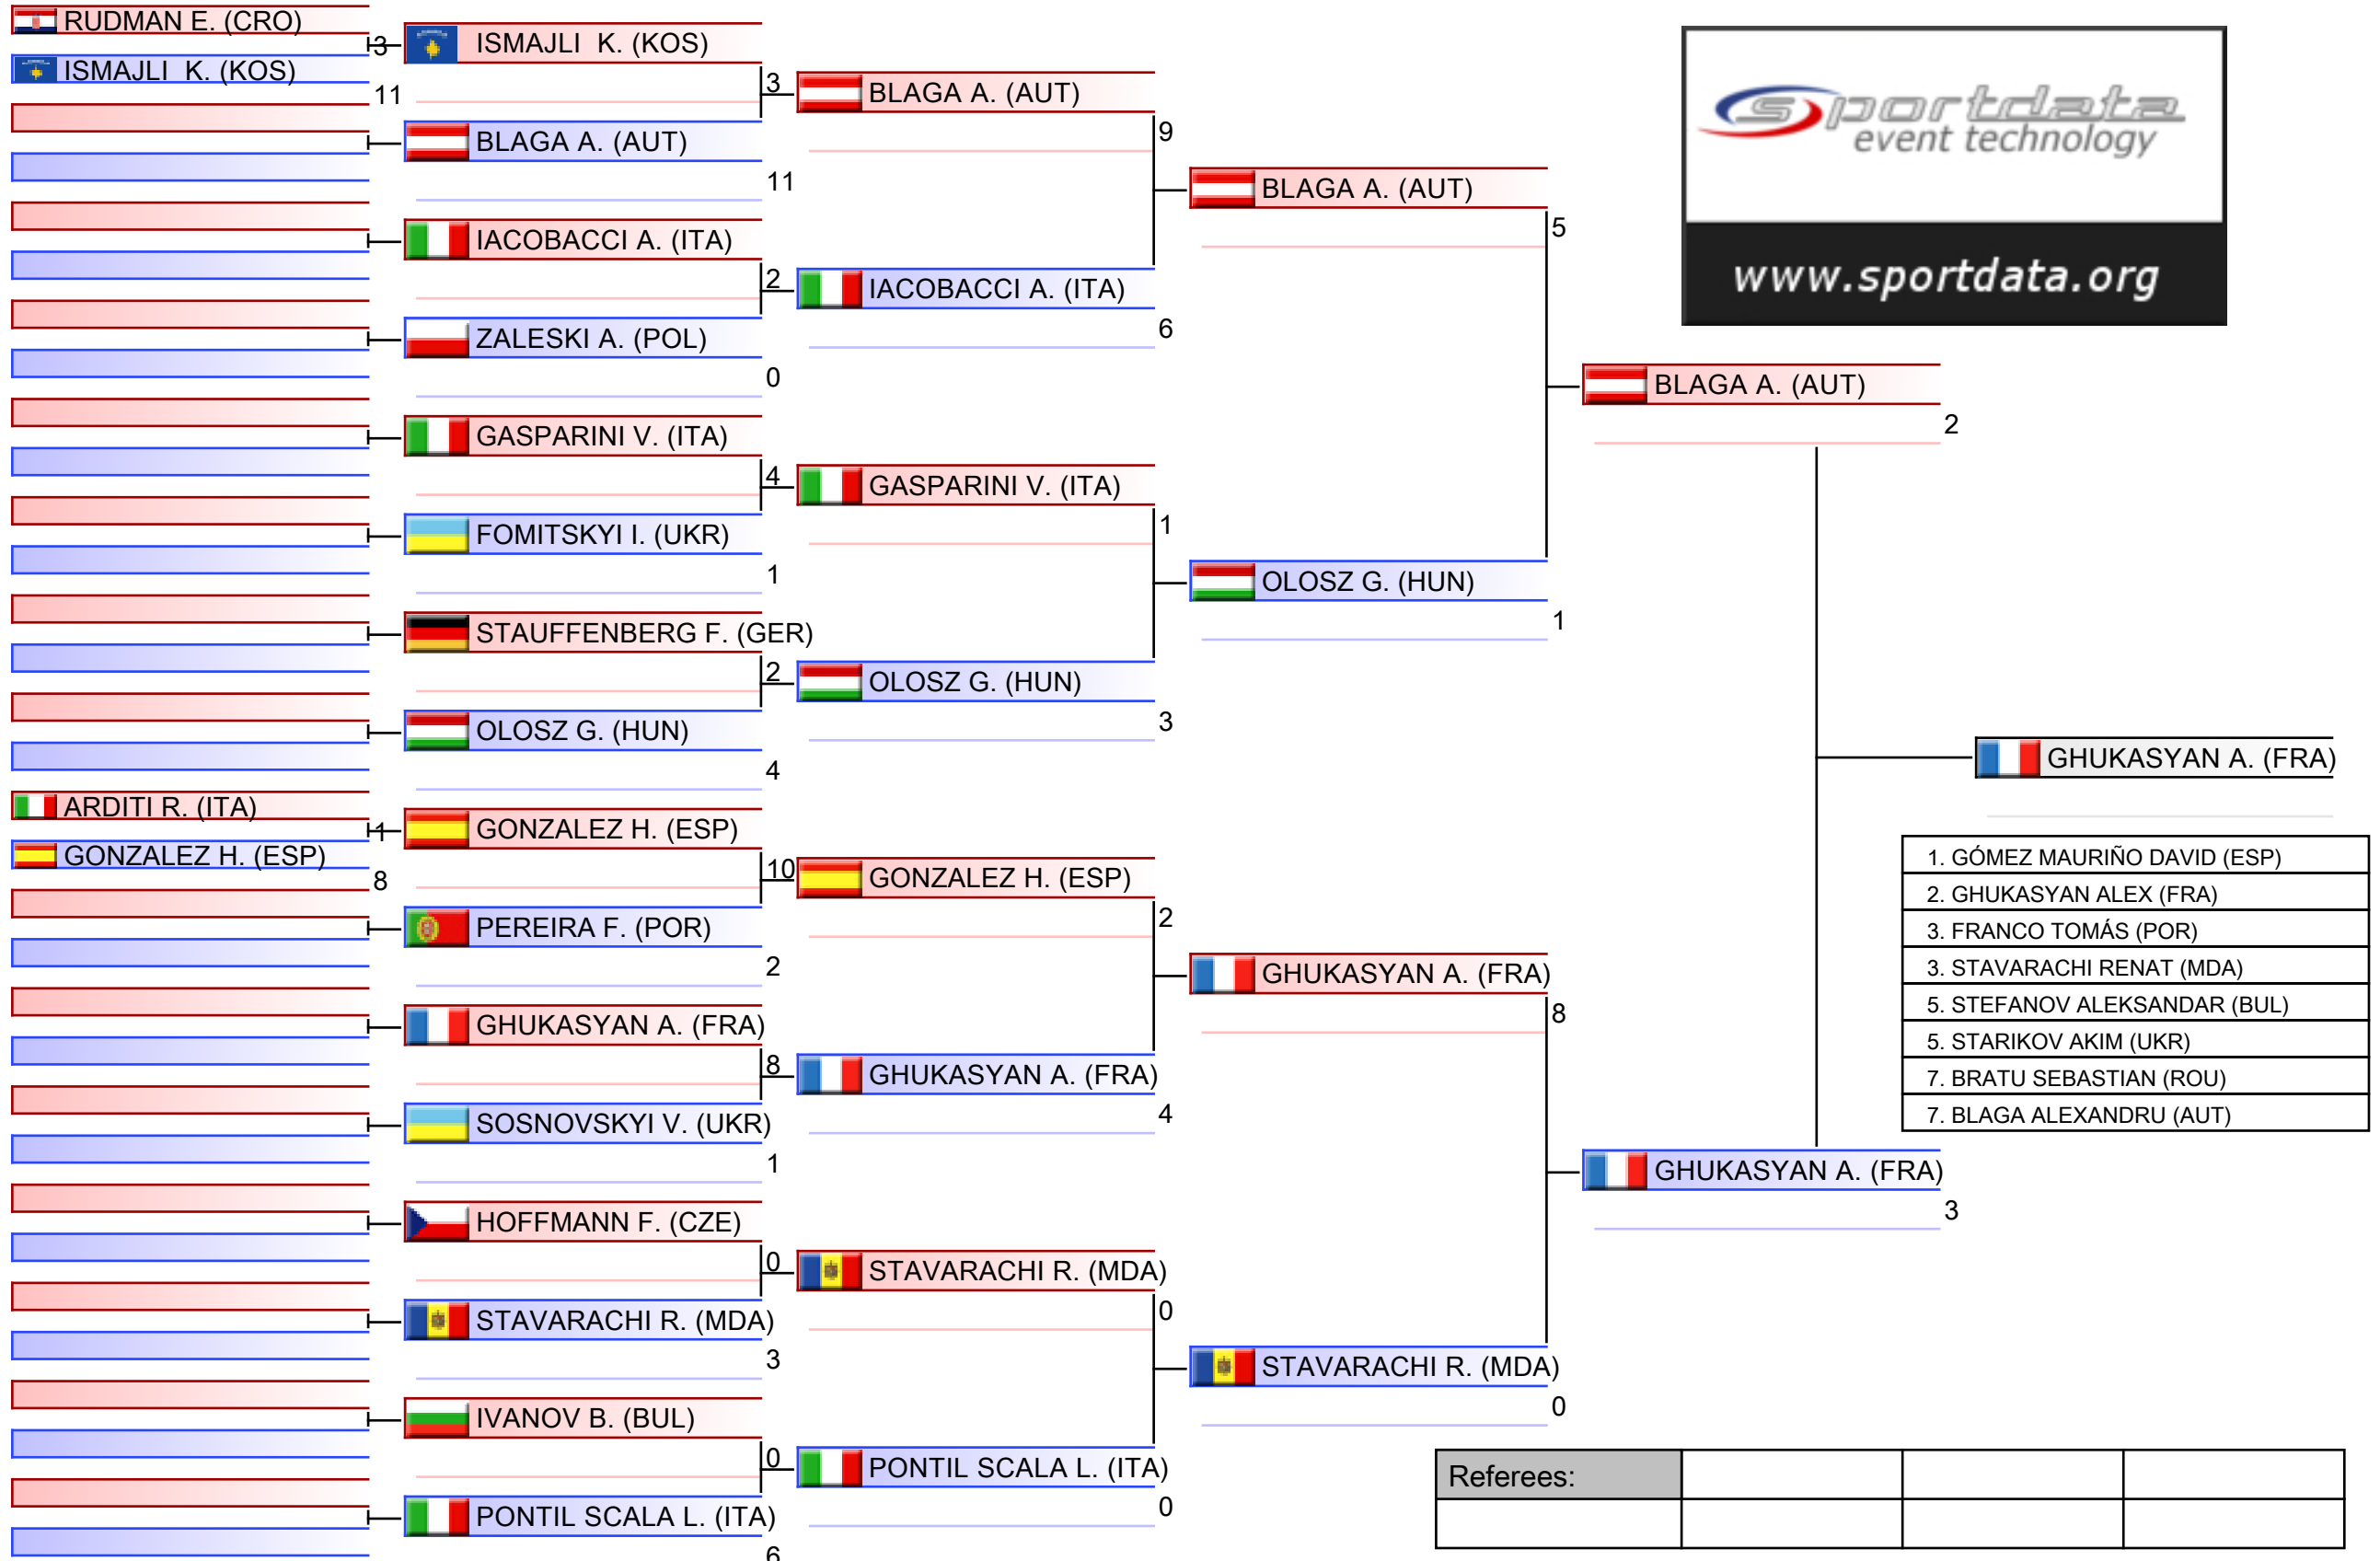 RUDMAN E. (CRO)
3
ISMAJLI  K. (KOS)
11
ARDITI R. (ITA)
1
GONZALEZ H. (ESP)
8
ISMAJLI  K. (KOS)
3
BLAGA A. (AUT)
11
IACOBACCI A. (ITA)
2
ZALESKI A. (POL)
0
GASPARINI V. (ITA)
4
FOMITSKYI I. (UKR)
1
STAUFFENBERG F. (GER)
2
OLOSZ G. (HUN)
4
GONZALEZ H. (ESP)
10
PEREIRA F. (POR)
2
GHUKASYAN A. (FRA)
8
SOSNOVSKYI V. (UKR)
1
HOFFMANN F. (CZE)
0
STAVARACHI R. (MDA)
3
IVANOV B. (BUL)
0
PONTIL SCALA L. (ITA)
6
BLAGA A. (AUT)
9
IACOBACCI A. (ITA)
6
GASPARINI V. (ITA)
1
OLOSZ G. (HUN)
3
GONZALEZ H. (ESP)
2
GHUKASYAN A. (FRA)
4
STAVARACHI R. (MDA)
0
PONTIL SCALA L. (ITA)
0
BLAGA A. (AUT)
5
OLOSZ G. (HUN)
1
GHUKASYAN A. (FRA)
8
STAVARACHI R. (MDA)
0
BLAGA A. (AUT)
2
GHUKASYAN A. (FRA)
3
GHUKASYAN A. (FRA)
sportdata
event technology
www.sportdata.org
1. GÓMEZ MAURIÑO DAVID (ESP)
2. GHUKASYAN ALEX (FRA)
3. FRANCO TOMÁS (POR)
3. STAVARACHI RENAT (MDA)
5. STEFANOV ALEKSANDAR (BUL)
5. STARIKOV AKIM (UKR)
7. BRATU SEBASTIAN (ROU)
7. BLAGA ALEXANDRU (AUT)
Referees: